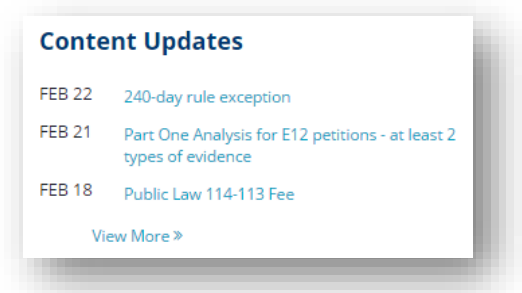 Content Updates
FEB 22 240-day rule exception
FEB 21 Part One Analysis for E12 petitions - at least 2
types of evidence
FEB 18 Public Law 114-113 Fee
View More »